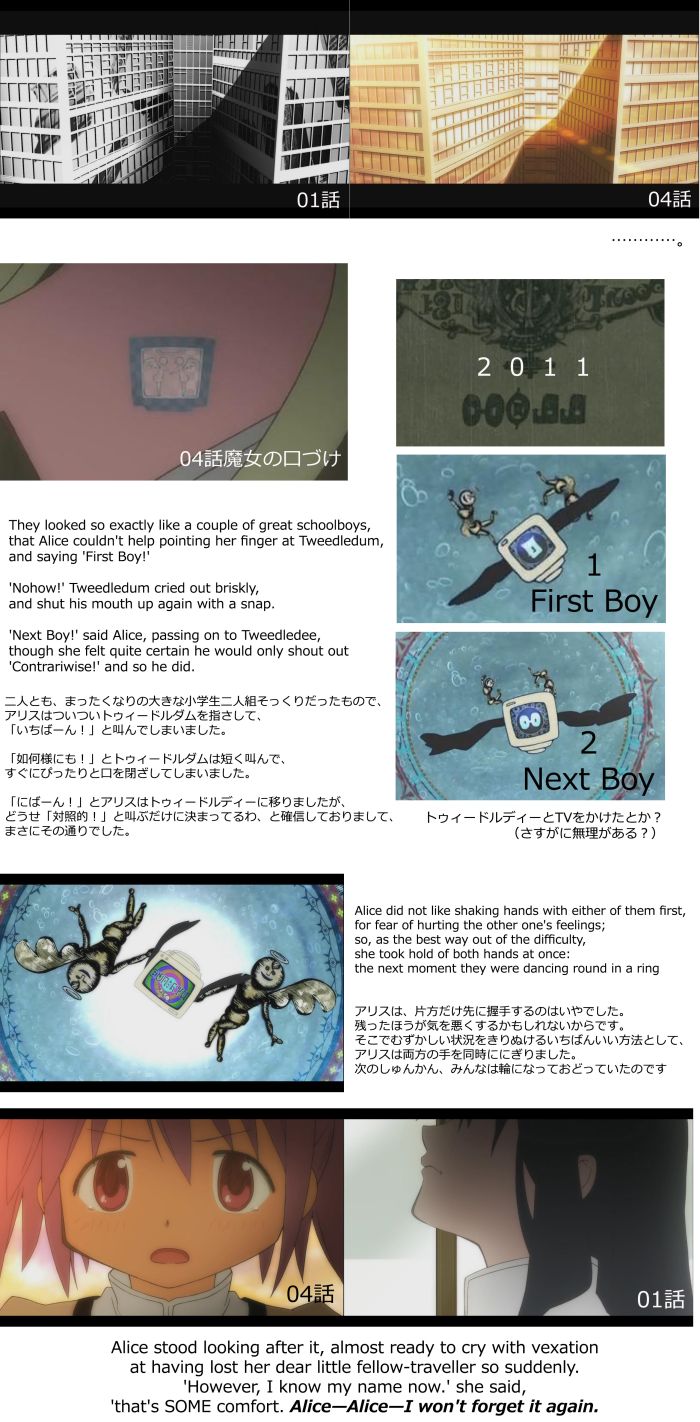 01話
04話
…………。
04話魔女の口づけ
2 0 1 1
They looked so exactly like a couple of great schoolboys,
that Alice couldn't help pointing her finger at Tweedledum,
and saying 'First Boy!'
'Nohow!' Tweedledum cried out briskly,
and shut his mouth up again with a snap.
'Next Boy!' said Alice, passing on to Tweedledee,
though she felt quite certain he would only shout out
'Contrariwise!' and so he did.
二人とも、まったくなりの大きな小学生二人組そっくりだったもので、
アリスはついついトゥィードルダムを指さして、
「いちばーん！」と叫んでしまいました。
「如何様にも！」とトゥィードルダムは短く叫んで、
すぐにぴったりと口を閉ざしてしまいました。
「にばーん！」とアリスはトゥィードルディーに移りましたが、
どうせ「対照的！」と叫ぶだけに決まってるわ、と確信しておりまして、
まさにその通りでした。
1
First Boy
2
Next Boy
トゥィードルディーとTVをかけたとか？
（さすがに無理がある？）
Alice did not like shaking hands with either of them first,
for fear of hurting the other one's feelings;
so, as the best way out of the difficulty,
she took hold of both hands at once:
the next moment they were dancing round in a ring
アリスは、片方だけ先に握手するのはいやでした。
残ったほうが気を悪くするかもしれないからです。
そこでむずかしい状況をきりぬけるいちばんいい方法として、
アリスは両方の手を同時ににぎりました。
次のしゅんかん、みんなは輪になっておどっていたのです
04話
01話
Alice stood looking after it, almost ready to cry with vexation
at having lost her dear little fellow-traveller so suddenly.
'However, I know my name now.' she said,
'that's SOME comfort. Alice—Alice—I won't forget it again.